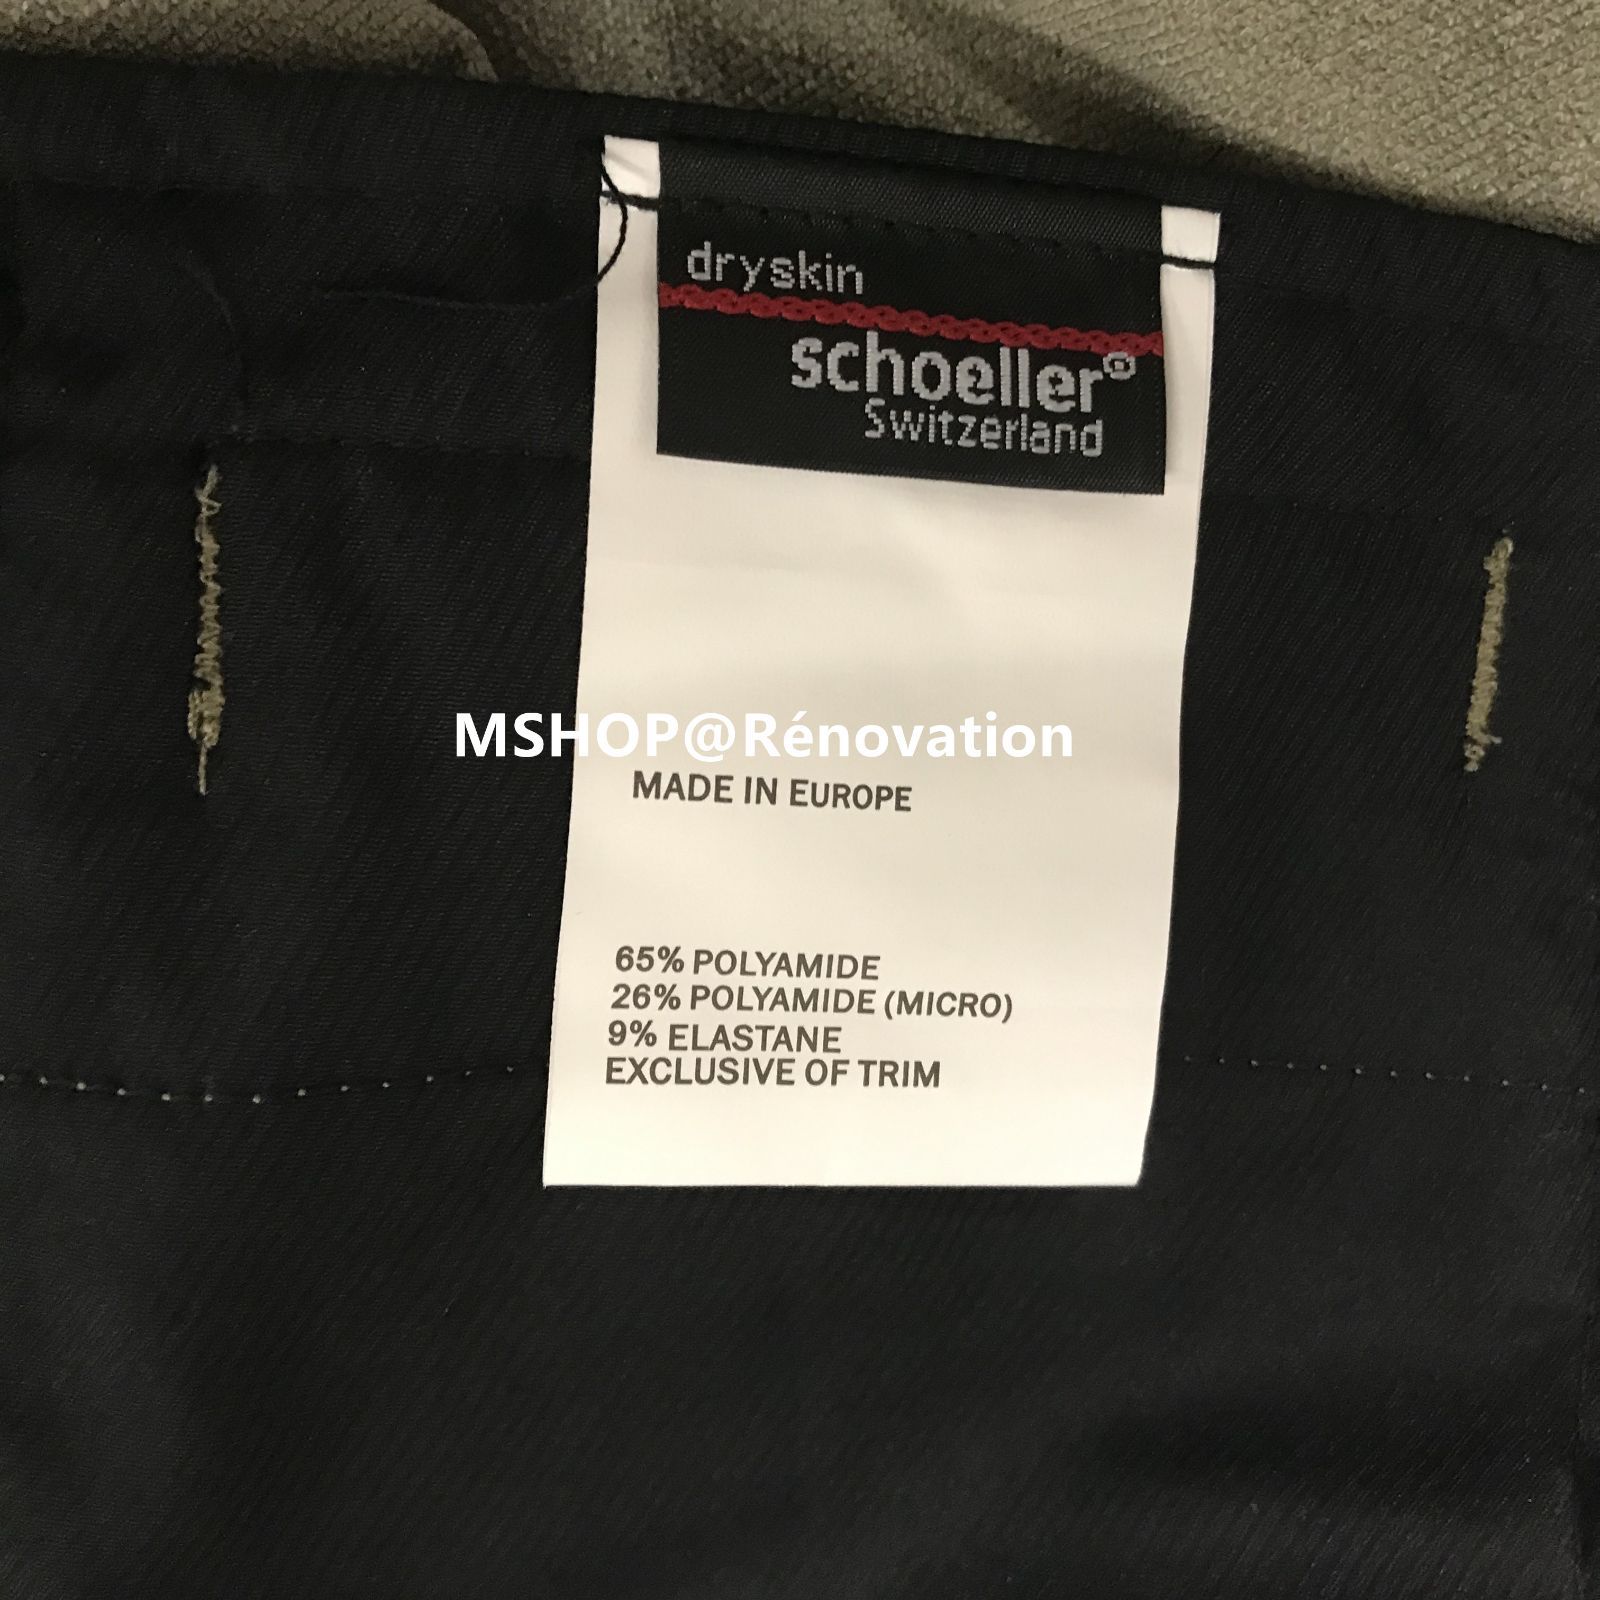 dryskin
schoeller®
Switzerland
MSHOP@Rénovation
MADE IN EUROPE
65% POLYAMIDE
26% POLYAMIDE (MICRO)
9% ELASTANE
EXCLUSIVE OF TRIM